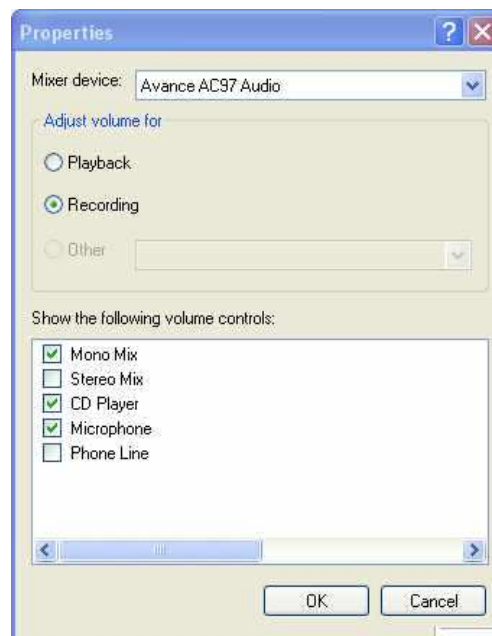 Properties
Mixer device: Avance AC97 Audio
Adjust volume for
Playback
Recording
Other
Show the following volume controls:
Mono Mix
Stereo Mix
CD Player
Microphone
Phone Line
OK Cancel